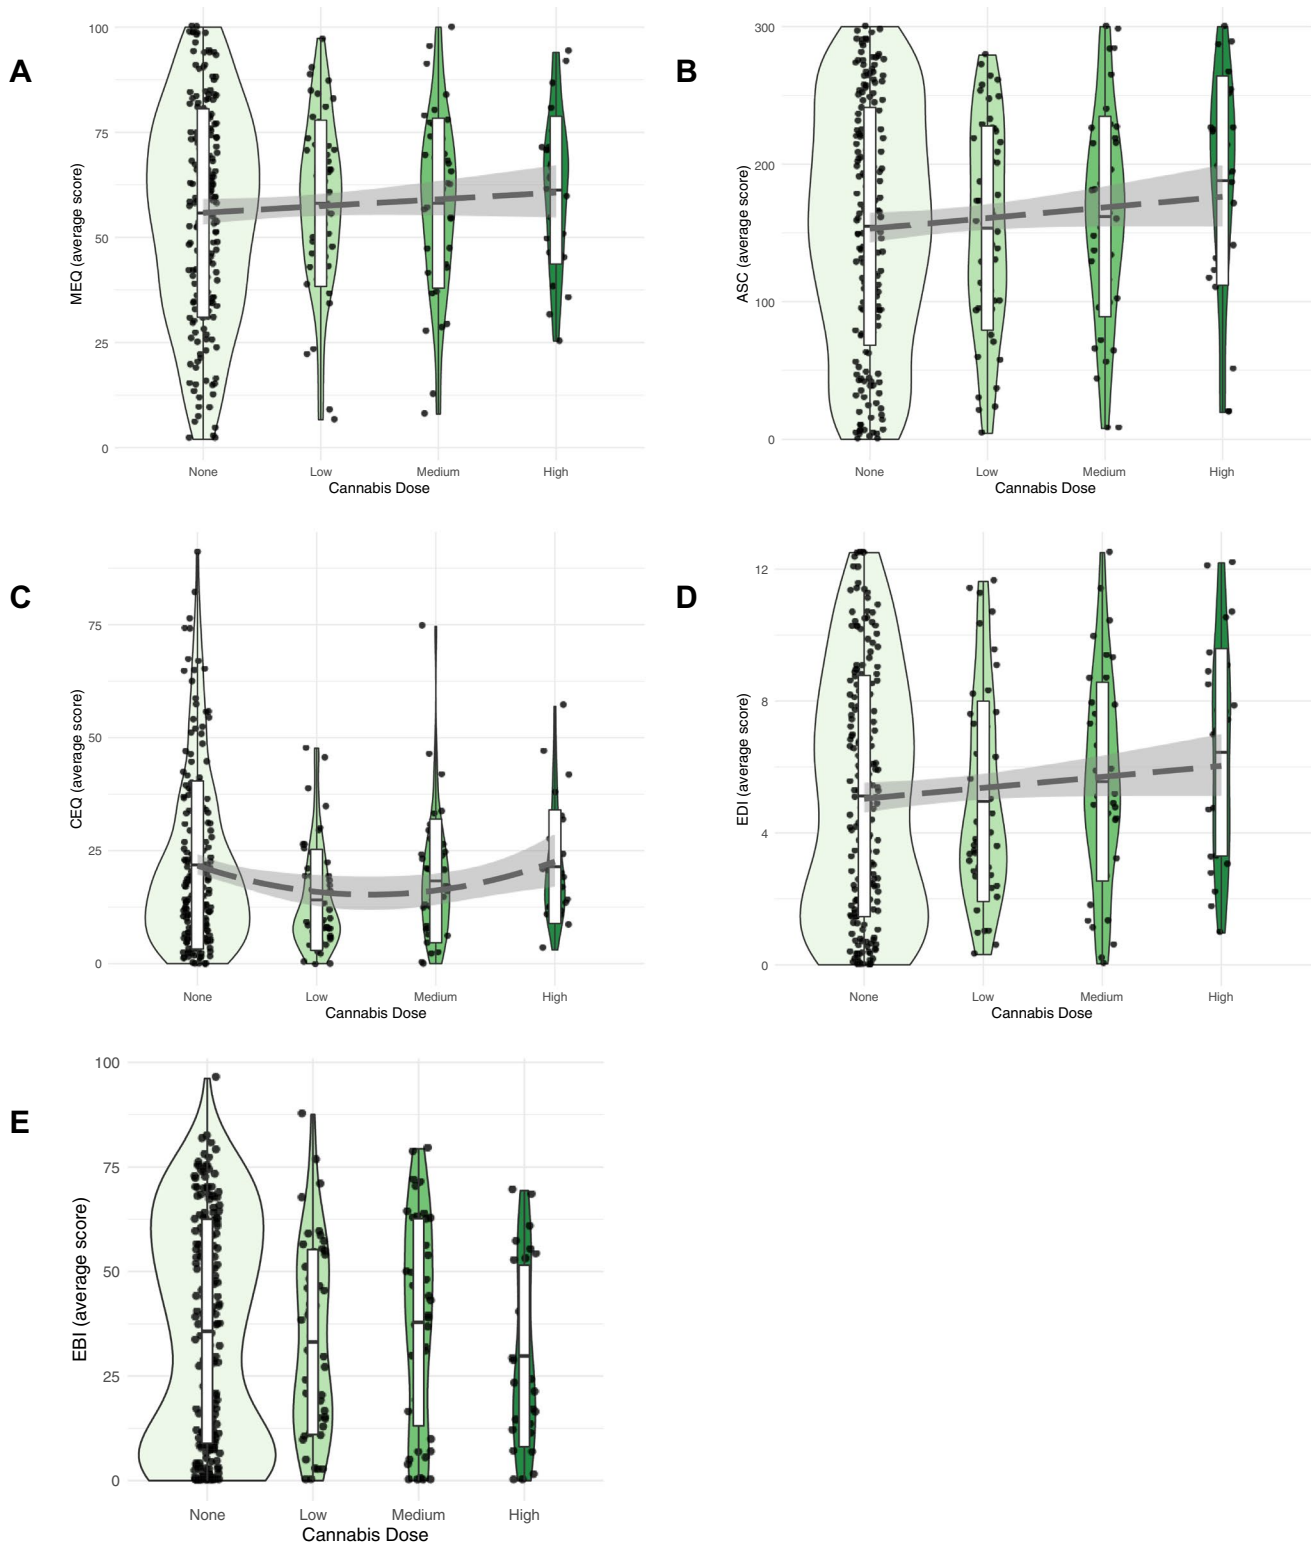 A
MEQ (average score)
100
75
50
25
0
None Low Medium High
Cannabis Dose
B
ASC (average score)
300
200
100
0
None Low Medium High
Cannabis Dose
C
CEQ (average score)
75
50
25
0
None Low Medium High
Cannabis Dose
D
EDI (average score)
12
8
4
0
None Low Medium High
Cannabis Dose
E
EBI (average score)
100
75
50
25
0
None Low Medium High
Cannabis Dose